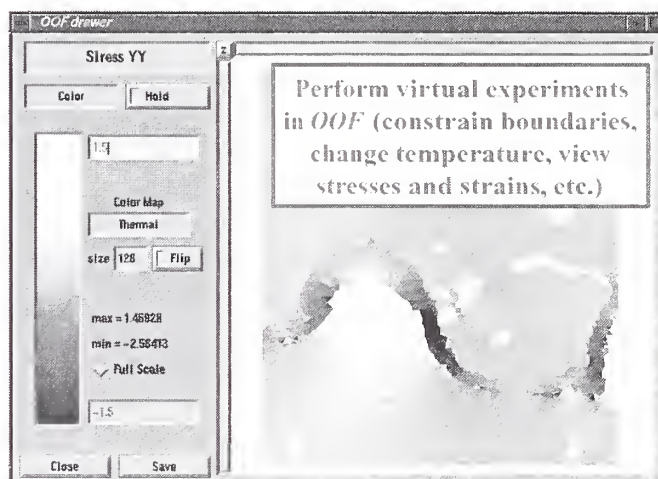 OOF drawer
Stress YY
Color
Hold
1.5
Color Map
Thermal
size 128
Flip
max = 1.46828
min = -2.56413
Full Scale
-1.5
Close
Save
z
Perform virtual experiments
in OOF (constrain boundaries,
change temperature, view
stresses and strains, etc.)